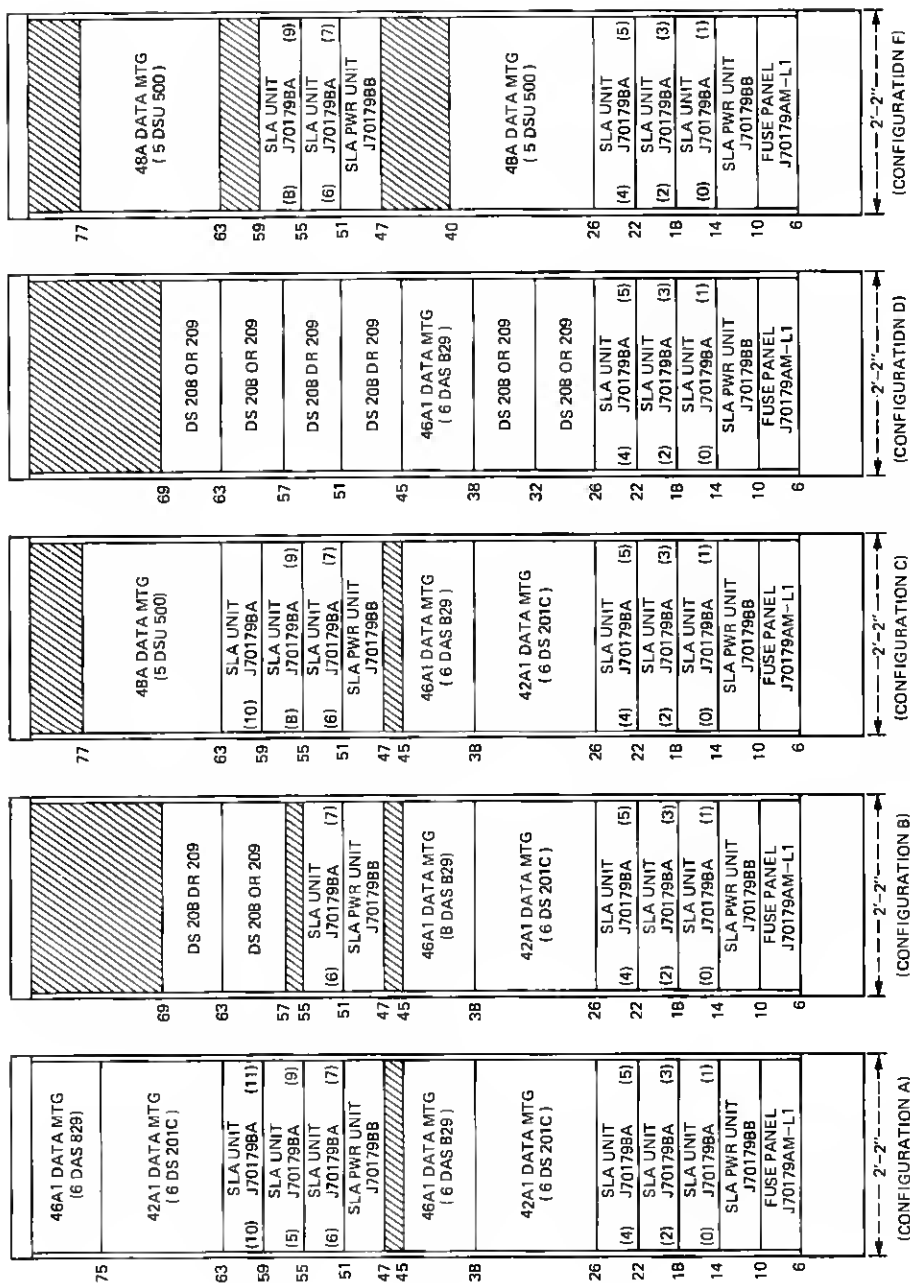 46A1 DATA MTG
(6 DAS 829)
75
42A1 DATA MTG
( 6 DS 201C)
63
SLA UNIT
(10) J70179BA (11)
59
SLA UNIT
(5) J70179BA (9)
55
SLA UNIT
(6) J70179BA (7)
51
SLA PWR UNIT
J70179BB
47
45
46A1 DATA MTG
( 6 DAS 829 )
38
42A1 DATA MTG
( 6 DS 201C)
26
SLA UNIT
(4) J70179BA (5)
22
SLA UNIT
(2) J70179BA (3)
18
SLA UNIT
(0) J70179BA (1)
14
SLA PWR UNIT
J70179BB
10
FUSE PANEL
J70179AM-L1
6
2'-2"
(CONFIGURATION A)
69
DS 20B DR 209
63
DS 20B OR 209
57
55
SLA UNIT
(6) J70179BA (7)
51
SLA PWR UNIT
J70179BB
47
45
46A1 DATA MTG
(8 DAS B29)
38
42A1 DATA MTG
( 6 DS 201C)
26
SLA UNIT
(4) J70179BA (5)
22
SLA UNIT
(2) J70179BA (3)
18
SLA UNIT
(0) J70179BA (1)
14
SLA PWR UNIT
J70179BB
10
FUSE PANEL
J70179AM-L1
6
2'-2"
(CONFIGURATION B)
77
4BA DATA MTG
(5 DSU 500)
63
SLA UNIT
(10) J70179BA
59
SLA UNIT
(8) J70179BA (9)
55
SLA UNIT
(6) J70179BA (7)
51
SLA PWR UNIT
J70179BB
47
45
46A1 DATA MTG
( 6 DAS B29 )
38
42A1 DATA MTG
( 6 DS 201C)
26
SLA UNIT
(4) J70179BA (5)
22
SLA UNIT
(2) J70179BA (3)
18
SLA UNIT
(0) J70179BA (1)
14
SLA PWR UNIT
J70179BB
10
FUSE PANEL
J70179AM-L1
6
2'-2"
(CONFIGURATION C)
69
DS 20B OR 209
63
DS 20B OR 209
57
DS 20B DR 209
51
DS 20B DR 209
45
46A1 DATA MTG
( 6 DAS B29 )
38
DS 20B OR 209
32
DS 20B OR 209
26
SLA UNIT
(4) J70179BA (5)
22
SLA UNIT
(2) J70179BA (3)
18
SLA UNIT
(0) J70179BA (1)
14
SLA PWR UNIT
J70179BB
10
FUSE PANEL
J70179AM-L1
6
2'-2"
(CONFIGURATION D)
77
48A DATA MTG
( 5 DSU 500 )
63
59
SLA UNIT
(8) J70179BA (9)
55
SLA UNIT
(6) J70179BA (7)
51
SLA PWR UNIT
J70179BB
47
40
4BA DATA MTG
( 5 DSU 500 )
26
SLA UNIT
(4) J70179BA (5)
22
SLA UNIT
(2) J70179BA (3)
18
SLA UNIT
(0) J70179BA (1)
14
SLA PWR UNIT
J70179BB
10
FUSE PANEL
J70179AM-L1
6
2'-2"
(CONFIGURATION F)